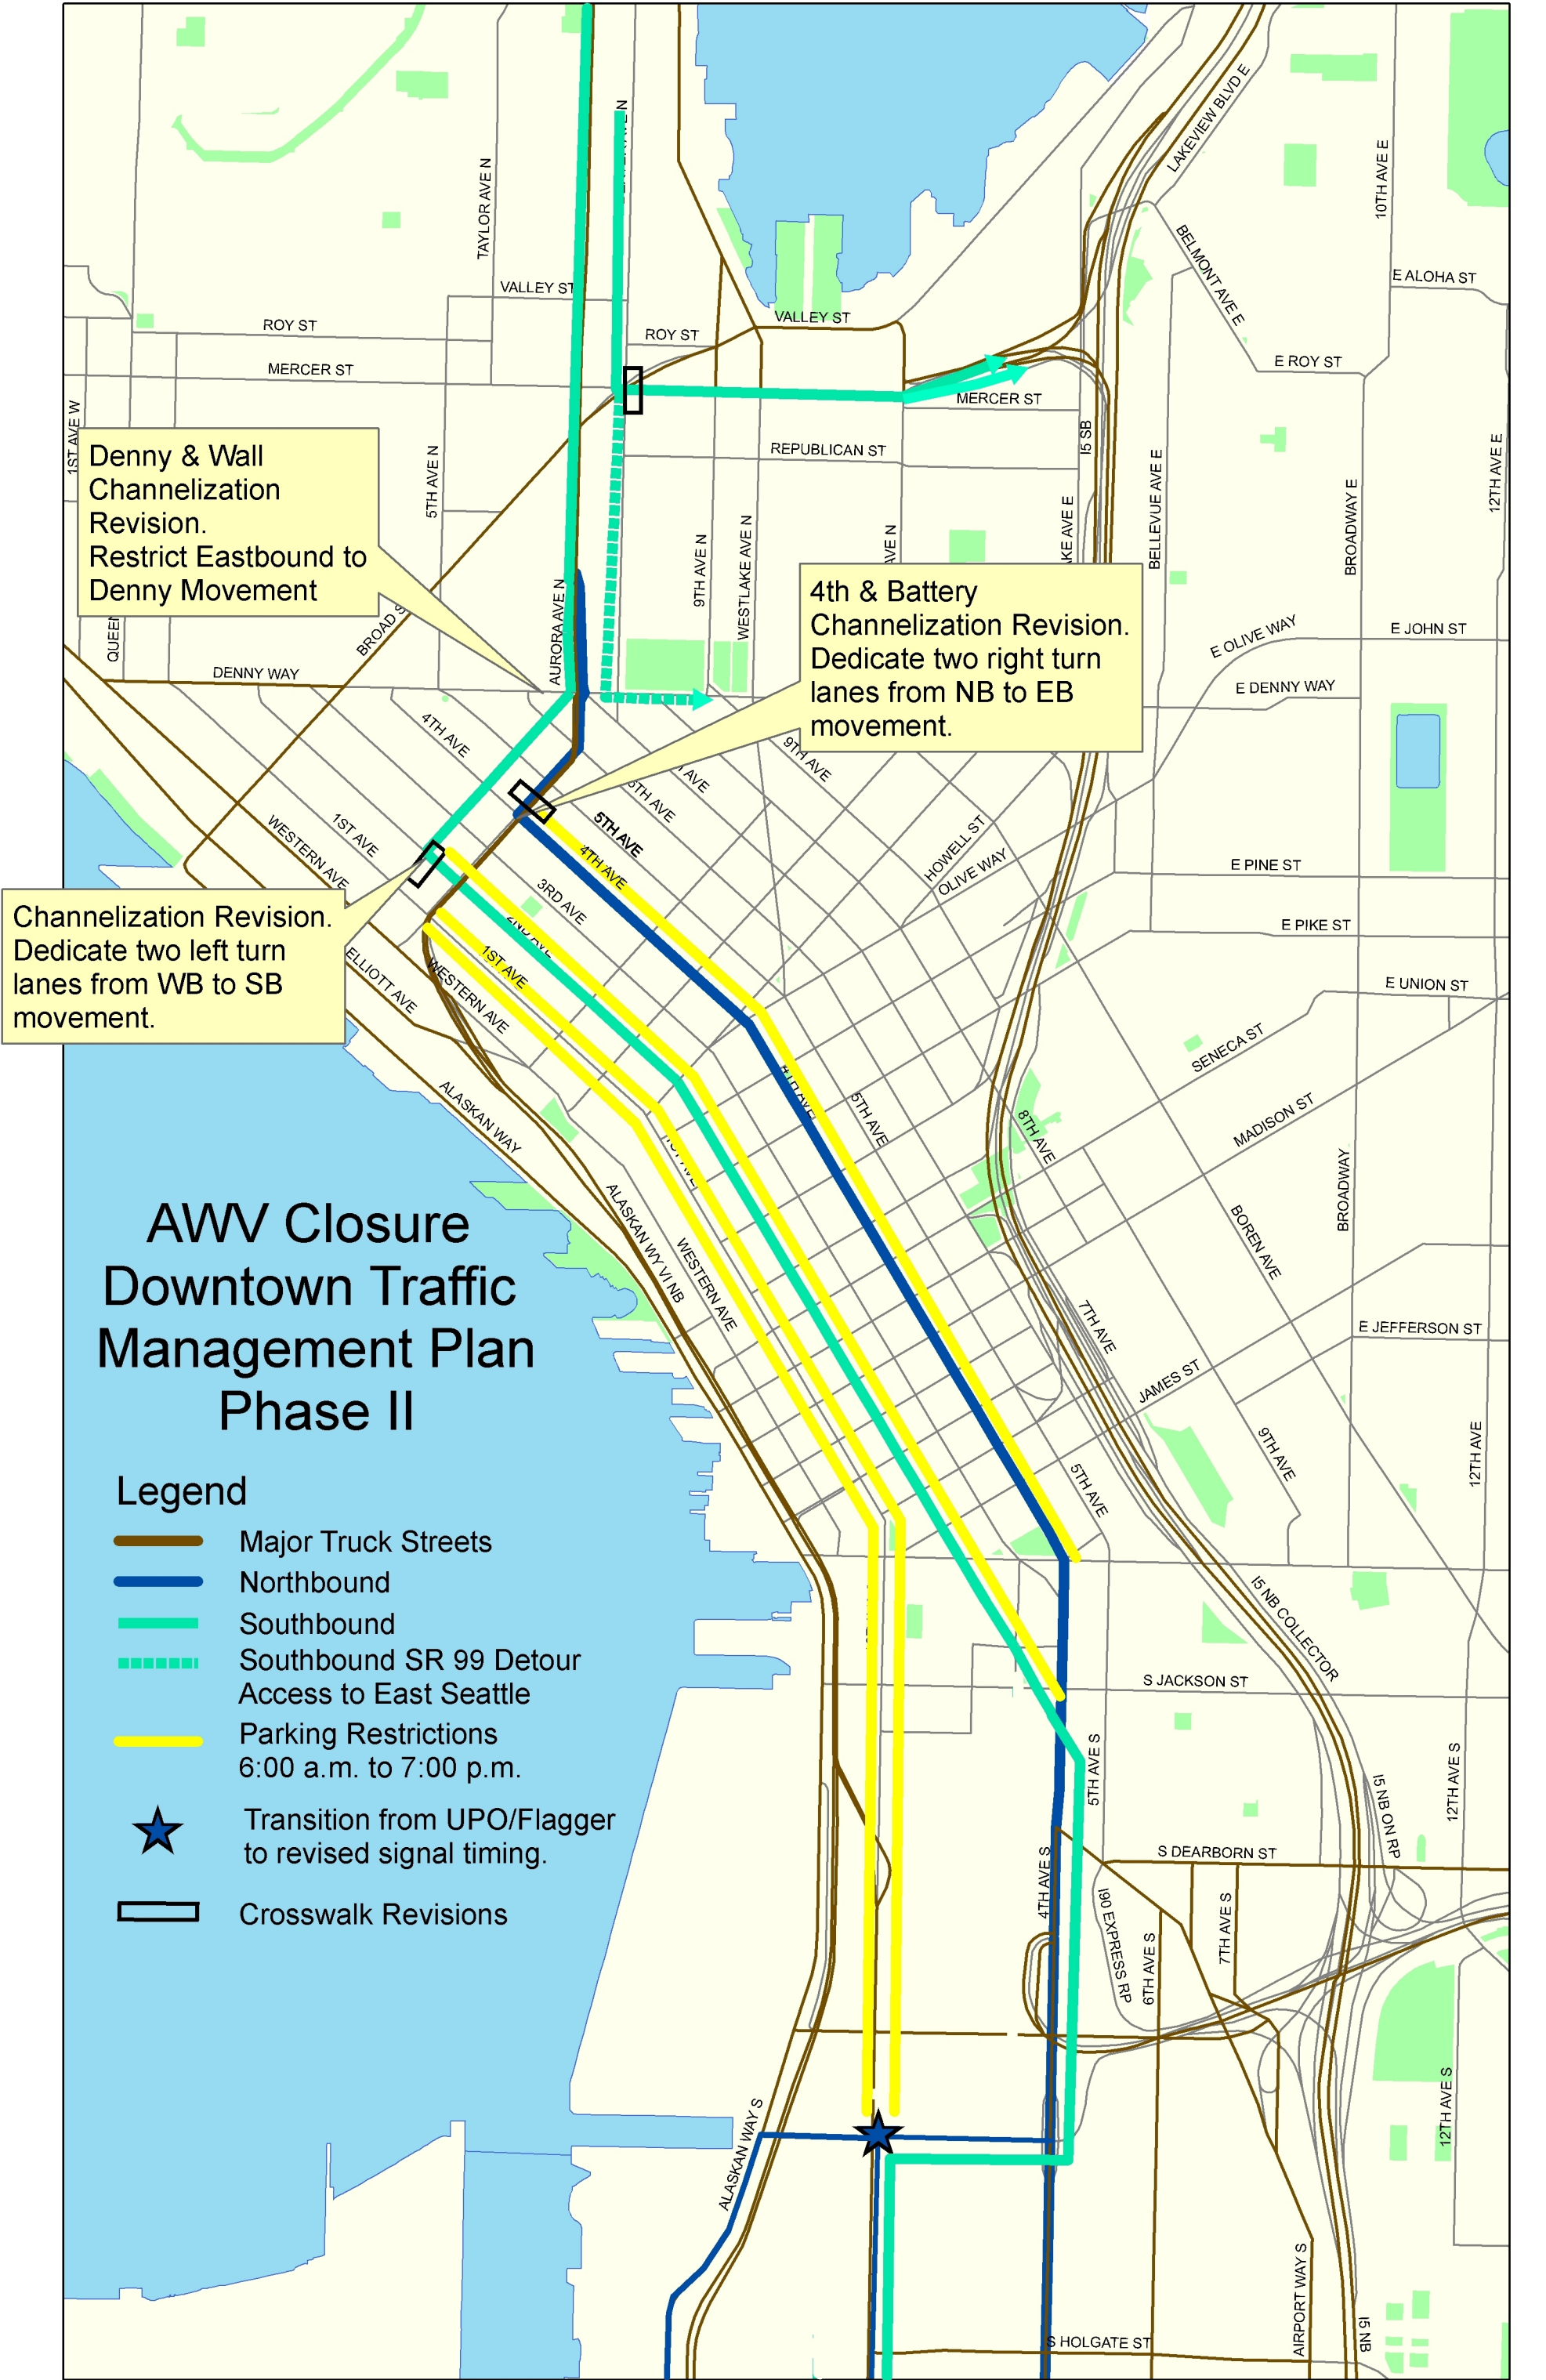 LAKEVIEW BLVD E
10TH AVE E
TAYLOR AVE N
BELMONT AVE E
E ALOHA ST
VALLEY ST
VALLEY ST
ROY ST
ROY ST
MERCER ST
E ROY ST
MERCER ST
1ST AVE W
I5 SB
REPUBLICAN ST
5TH AVE N
12TH AVE E
BELLEVUE AVE E
BROADWAY E
Denny & Wall
Channelization
Revision.
Restrict Eastbound to
Denny Movement
9TH AVE N
WESTLAKE AVE N
AVE N
AVE E
AURORA AVE N
4th & Battery
Channelization Revision.
Dedicate two right turn
lanes from NB to EB
movement.
QUEEN
BROAD S
E OLIVE WAY
E JOHN ST
DENNY WAY
E DENNY WAY
4TH AVE
9TH AVE
AVE
6TH AVE
5TH AVE
1ST AVE
WESTERN AVE
HOWELL ST
OLIVE WAY
4TH AVE
E PINE ST
3RD AVE
2ND AVE
E PIKE ST
Channelization Revision.
Dedicate two left turn
lanes from WB to SB
movement.
1ST AVE
ELLIOTT AVE
WESTERN AVE
E UNION ST
SENECA ST
4TH AVE
5TH AVE
8TH AVE
MADISON ST
ALASKAN WAY
1ST AVE
BROADWAY
ALASKAN WY VI NB
WESTERN AVE
BOREN AVE
AWV Closure
Downtown Traffic
Management Plan
Phase II
7TH AVE
E JEFFERSON ST
JAMES ST
9TH AVE
12TH AVE
5TH AVE
Legend
Major Truck Streets
Northbound
Southbound
Southbound SR 99 Detour
Access to East Seattle
Parking Restrictions
6:00 a.m. to 7:00 p.m.
Transition from UPO/Flagger
to revised signal timing.
Crosswalk Revisions
I5 NB COLLECTOR
S JACKSON ST
5TH AVE S
12TH AVE S
I5 NB ON RP
S DEARBORN ST
4TH AVE S
I90 EXPRESS RP
6TH AVE S
7TH AVE S
12TH AVE S
ALASKAN WAY S
AIRPORT WAY S
S HOLGATE ST
I5 NB